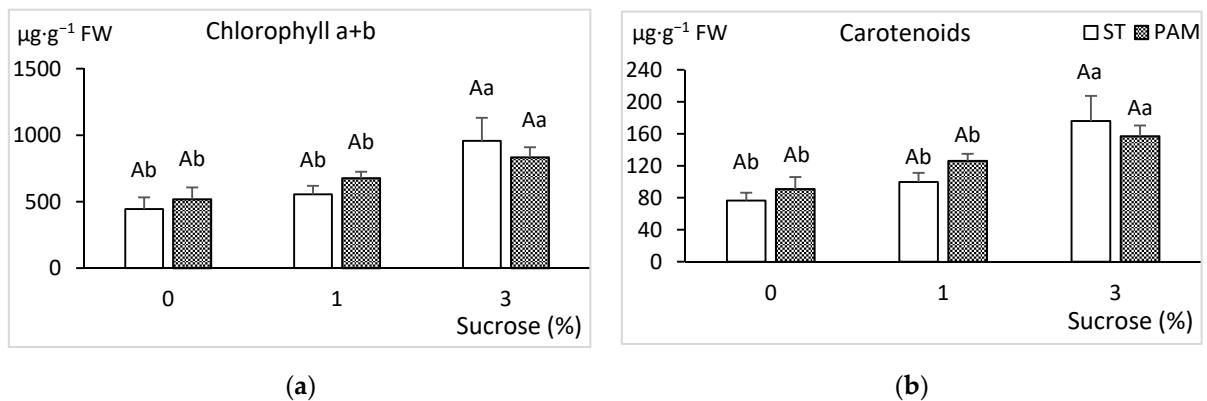 µg·g⁻¹ FW Chlorophyll a+b
1500
1000
500
0
Ab Ab Ab Ab Aa Aa
0 1 3
Sucrose (%)
(a)
µg·g⁻¹ FW Carotenoids ST PAM
240
200
160
120
80
40
0
Ab Ab Ab Ab Aa Aa
0 1 3
Sucrose (%)
(b)